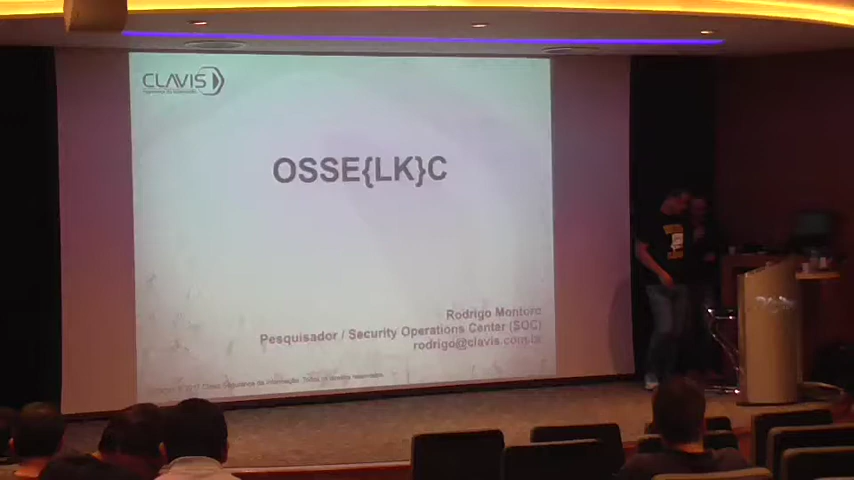 CLAVIS
OSSE{LK}C
Rodrigo Montoro
Pesquisador / Security Operations Center (SOC)
rodrigo@clavis.com.br